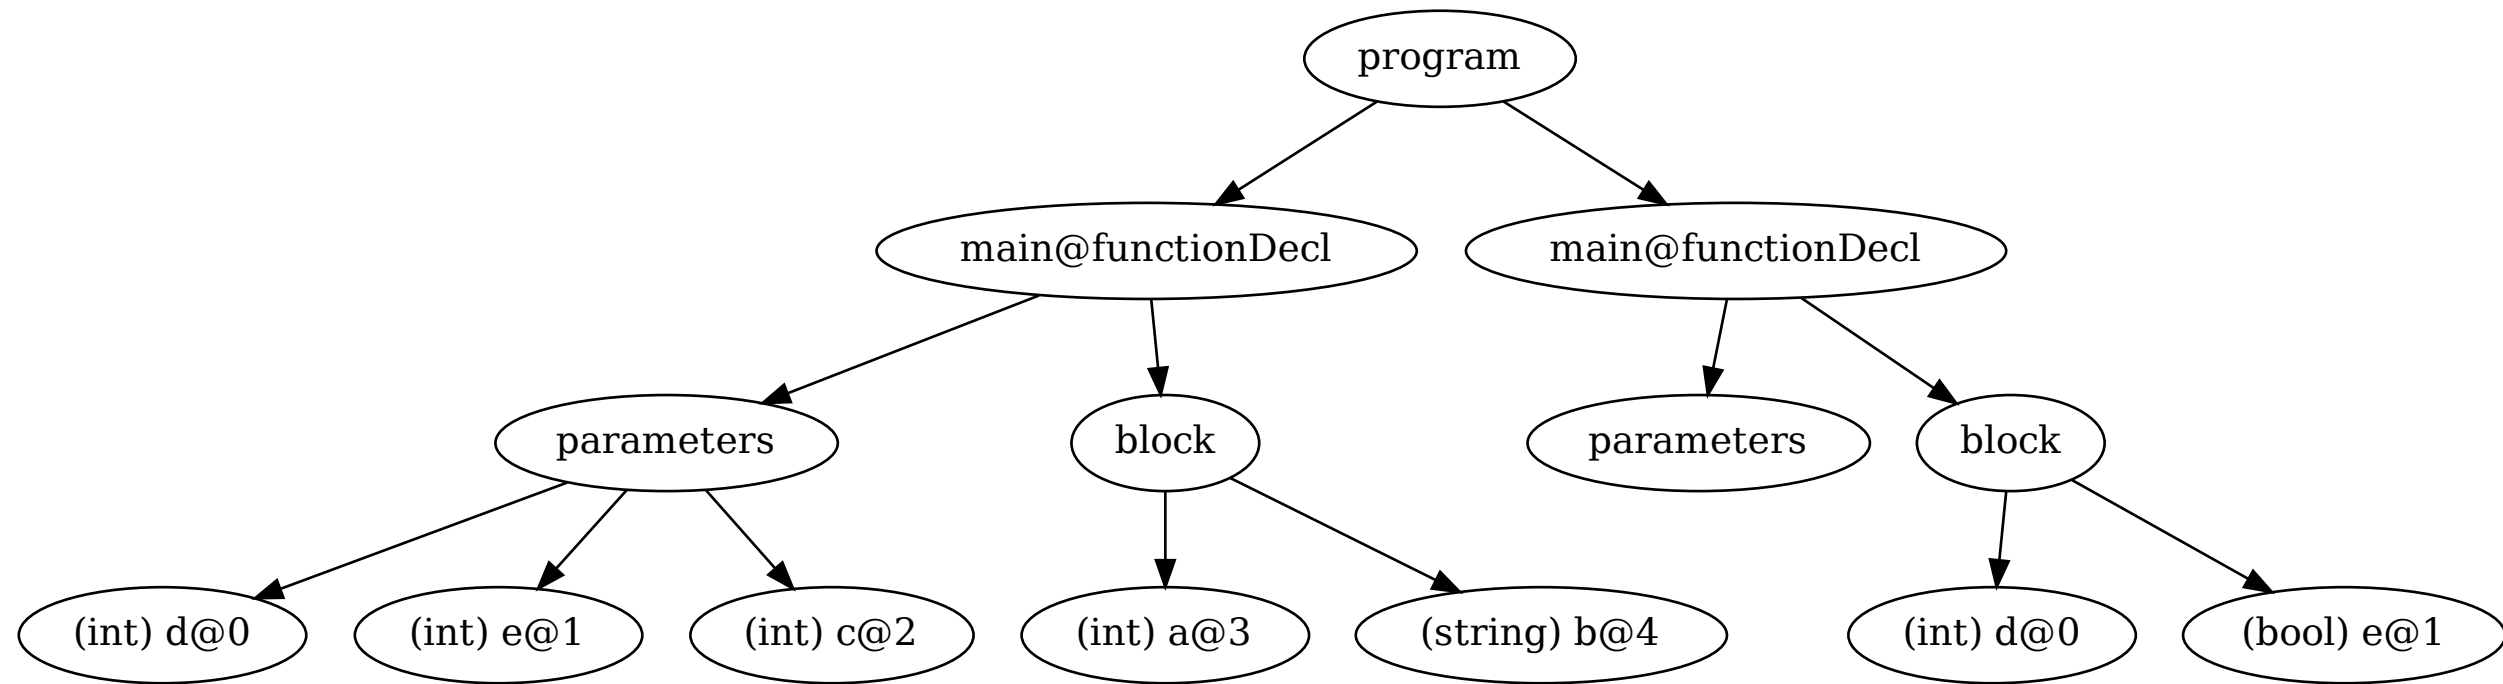 program
main@functionDecl
main@functionDecl
parameters
block
parameters
block
(int) d@0
(int) e@1
(int) c@2
(int) a@3
(string) b@4
(int) d@0
(bool) e@1